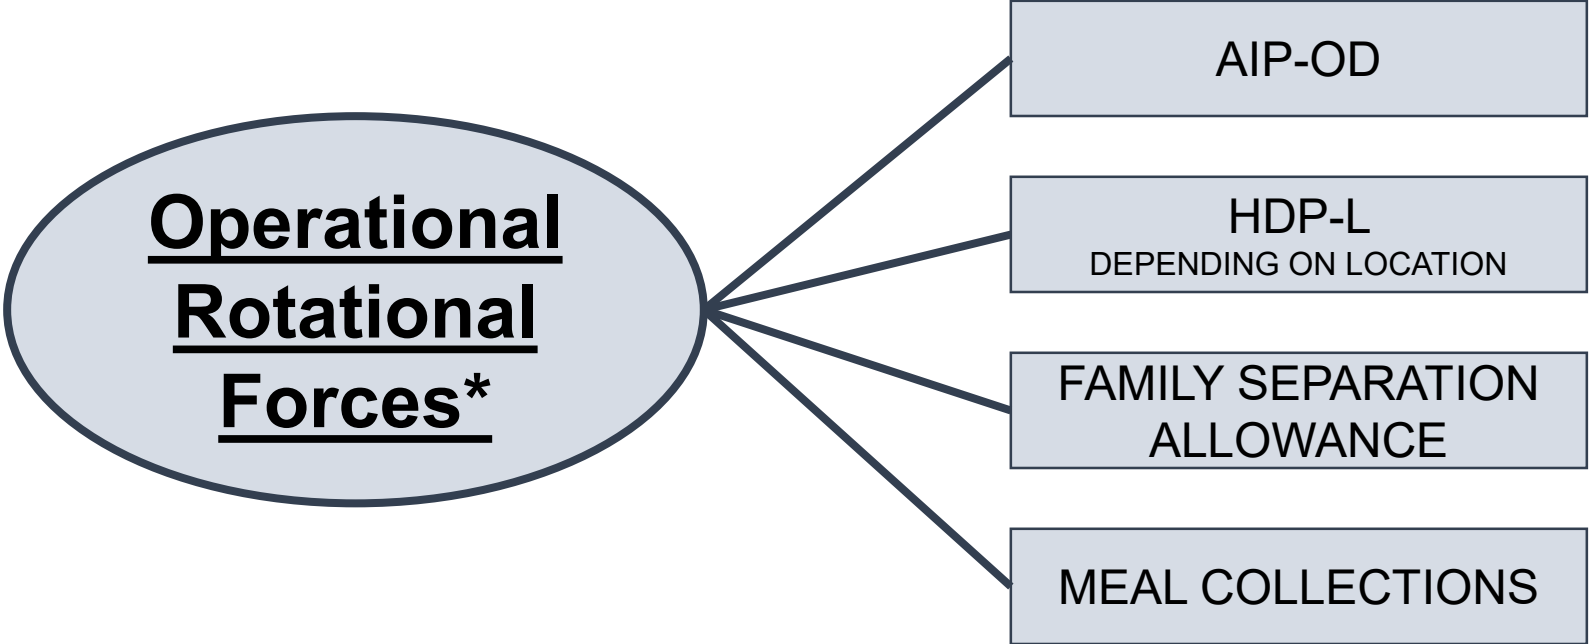 Operational
Rotational
Forces*
AIP-OD
HDP-L
DEPENDING ON LOCATION
FAMILY SEPARATION
ALLOWANCE
MEAL COLLECTIONS